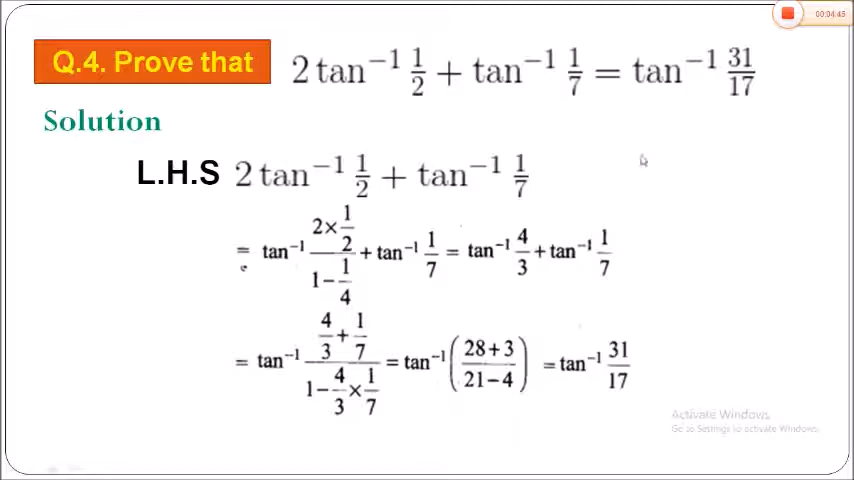 00:04:45
Q.4. Prove that 2 tan⁻¹ 1/2 + tan⁻¹ 1/7 = tan⁻¹ 31/17
Solution
L.H.S 2 tan⁻¹ 1/2 + tan⁻¹ 1/7
= tan⁻¹ (2×1/2)/(1−1/4) + tan⁻¹ 1/7 = tan⁻¹ 4/3 + tan⁻¹ 1/7
= tan⁻¹ (4/3+1/7)/(1−4/3×1/7) = tan⁻¹ ((28+3)/(21−4)) = tan⁻¹ 31/17
Activate Windows
Go to Settings to activate Windows.